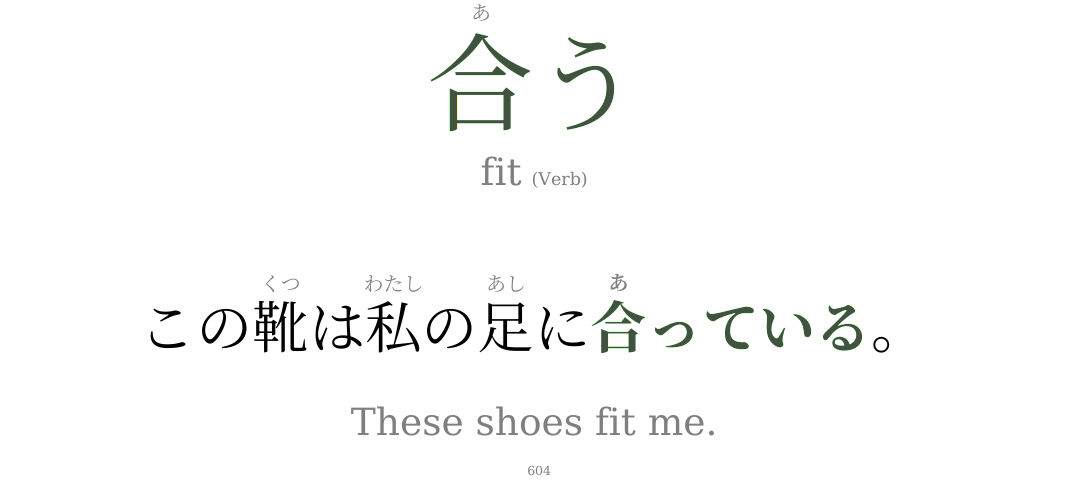 あ
合う
fit (Verb)
くつ わたし あし あ
この靴は私の足に合っている。
These shoes fit me.
604